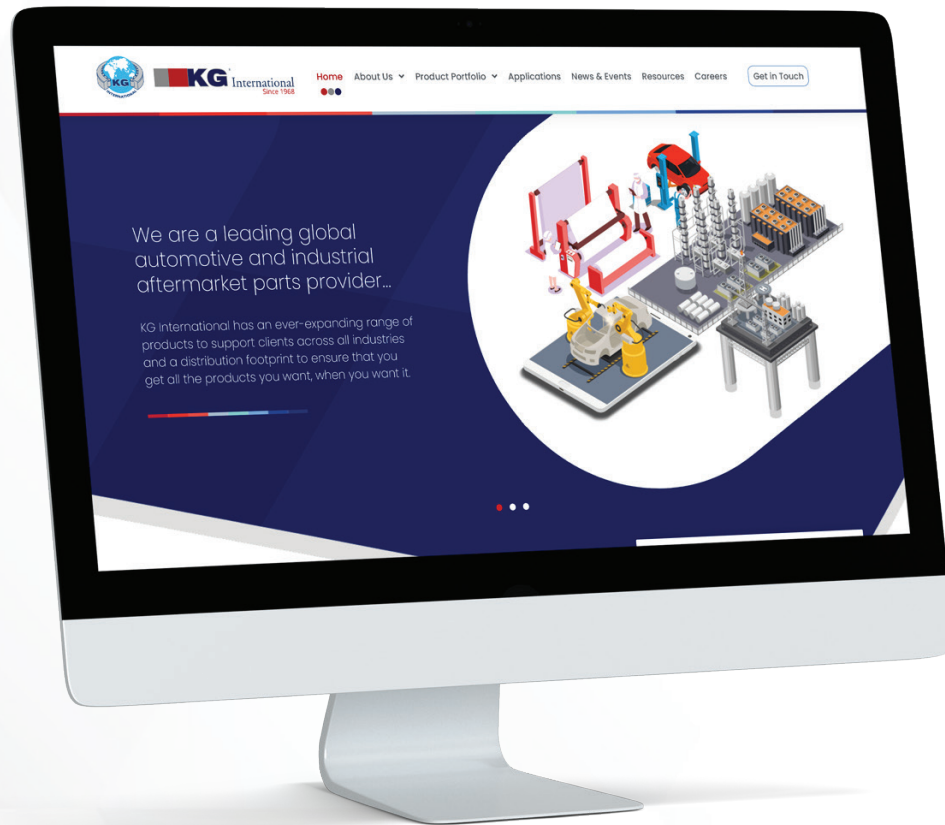 KG
INTERNATIONAL
KG International
Since 1968
Home About Us Product Portfolio Applications News & Events Resources Careers Get in Touch
We are a leading global
automotive and industrial
aftermarket parts provider...
KG International has an ever-expanding range of
products to support clients across all industries
and a distribution footprint to ensure that you
get all the products you want, when you want it.